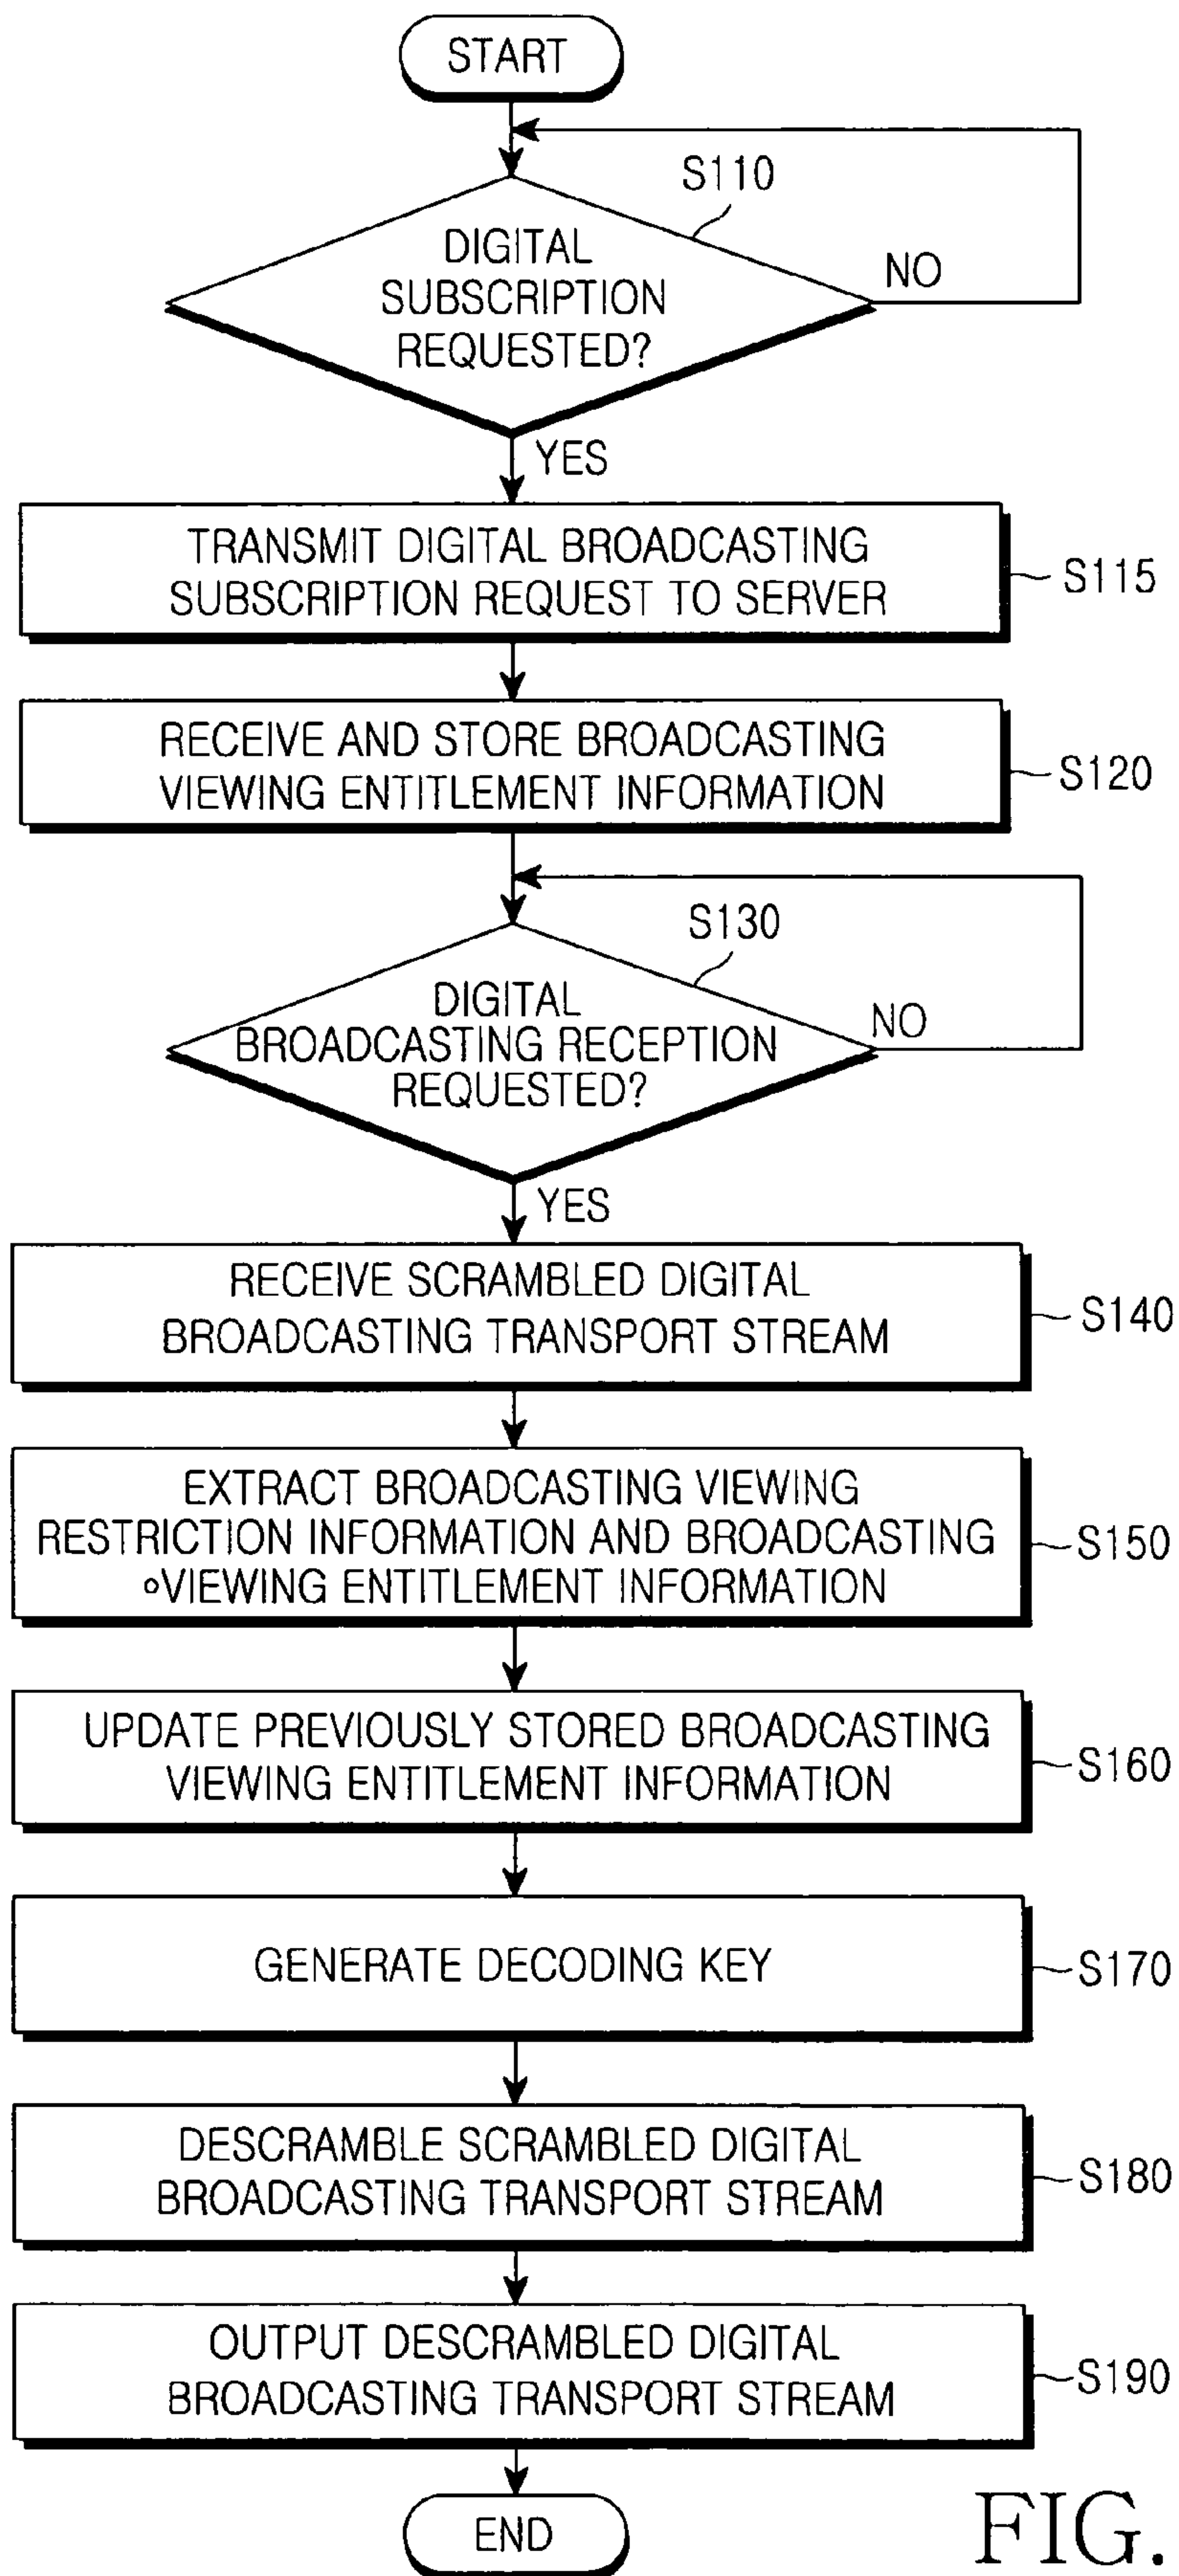 START
S110
DIGITAL
SUBSCRIPTION
REQUESTED?
NO
YES
TRANSMIT DIGITAL BROADCASTING
SUBSCRIPTION REQUEST TO SERVER
S115
RECEIVE AND STORE BROADCASTING
VIEWING ENTITLEMENT INFORMATION
S120
S130
DIGITAL
BROADCASTING RECEPTION
REQUESTED?
NO
YES
RECEIVE SCRAMBLED DIGITAL
BROADCASTING TRANSPORT STREAM
S140
EXTRACT BROADCASTING VIEWING
RESTRICTION INFORMATION AND BROADCASTING
∘VIEWING ENTITLEMENT INFORMATION
S150
UPDATE PREVIOUSLY STORED BROADCASTING
VIEWING ENTITLEMENT INFORMATION
S160
GENERATE DECODING KEY
S170
DESCRAMBLE SCRAMBLED DIGITAL
BROADCASTING TRANSPORT STREAM
S180
OUTPUT DESCRAMBLED DIGITAL
BROADCASTING TRANSPORT STREAM
S190
END
FIG.